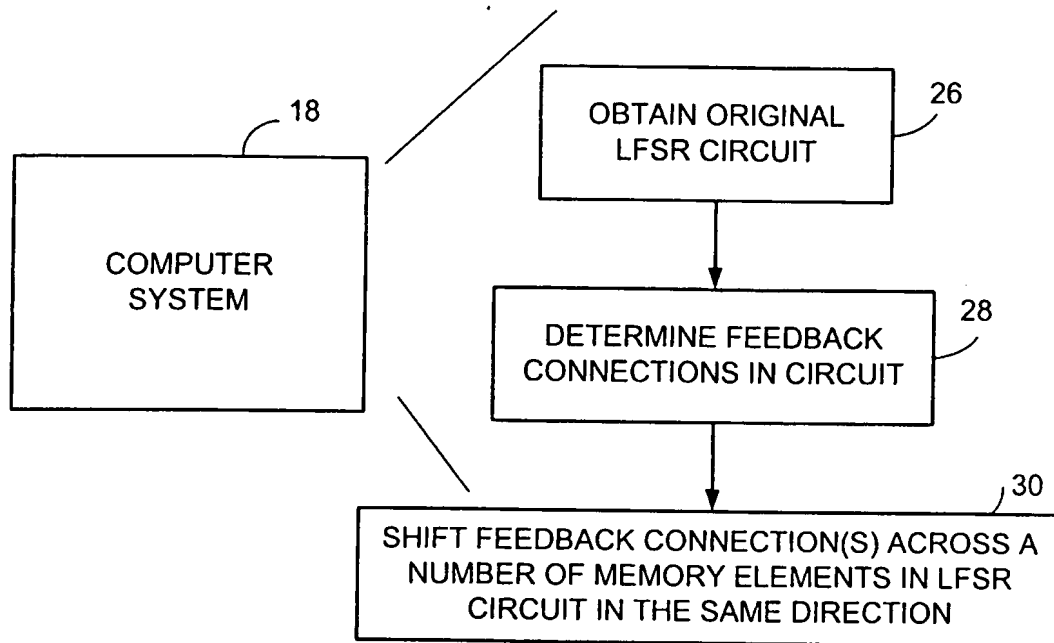 18
COMPUTER
SYSTEM
26
OBTAIN ORIGINAL
LFSR CIRCUIT
28
DETERMINE FEEDBACK
CONNECTIONS IN CIRCUIT
30
SHIFT FEEDBACK CONNECTION(S) ACROSS A
NUMBER OF MEMORY ELEMENTS IN LFSR
CIRCUIT IN THE SAME DIRECTION